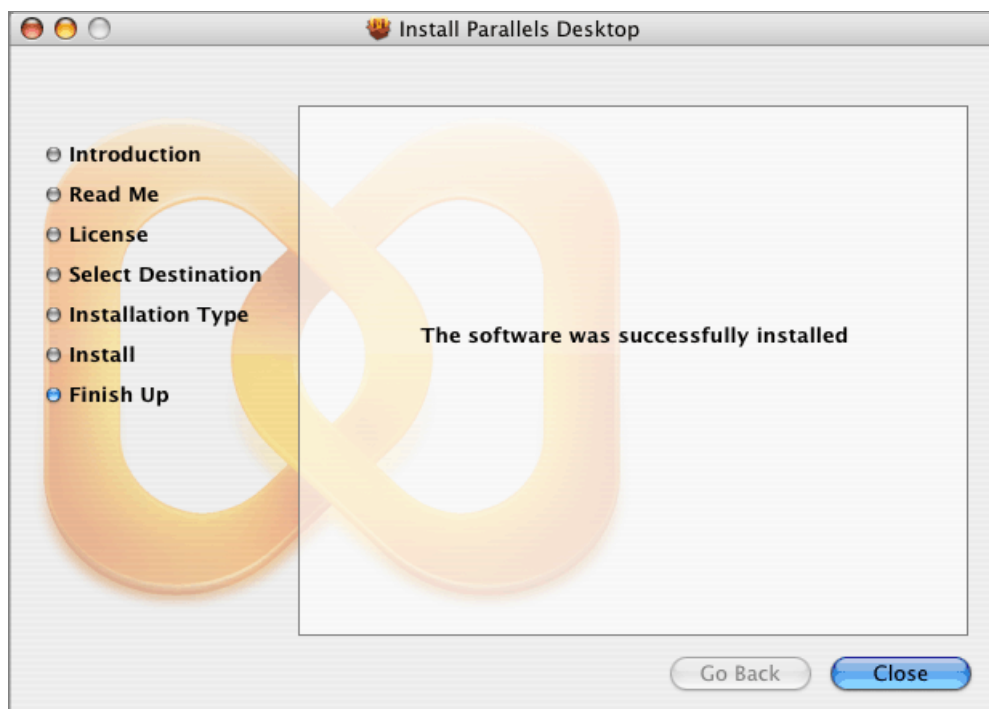 Install Parallels Desktop
Introduction
Read Me
License
Select Destination
Installation Type
Install
Finish Up
The software was successfully installed
Go Back
Close